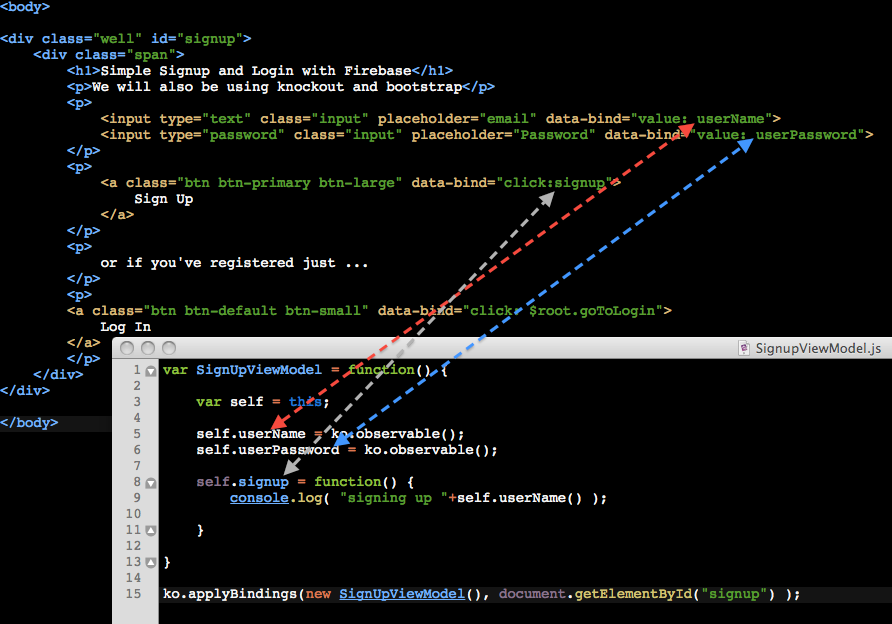 <body>
<div class="well" id="signup">
<div class="span">
<h1>Simple Signup and Login with Firebase</h1>
<p>We will also be using knockout and bootstrap</p>
<p>
<input type="text" class="input" placeholder="email" data-bind="value: userName">
<input type="password" class="input" placeholder="Password" data-bind="value: userPassword">
</p>
<p>
<a class="btn btn-primary btn-large" data-bind="click:signup">
Sign Up
</a>
</p>
<p>
or if you've registered just ...
</p>
<p>
<a class="btn btn-default btn-small" data-bind="click: $root.goToLogin">
Log In
</a>
</p>
</div>
</div>
</body>
SignupViewModel.js
1 var SignUpViewModel = function() {
2
3 var self = this;
4
5 self.userName = ko.observable();
6 self.userPassword = ko.observable();
7
8 self.signup = function() {
9 console.log( "signing up "+self.userName() );
10
11 }
12
13 }
14
15 ko.applyBindings(new SignUpViewModel(), document.getElementById("signup") );